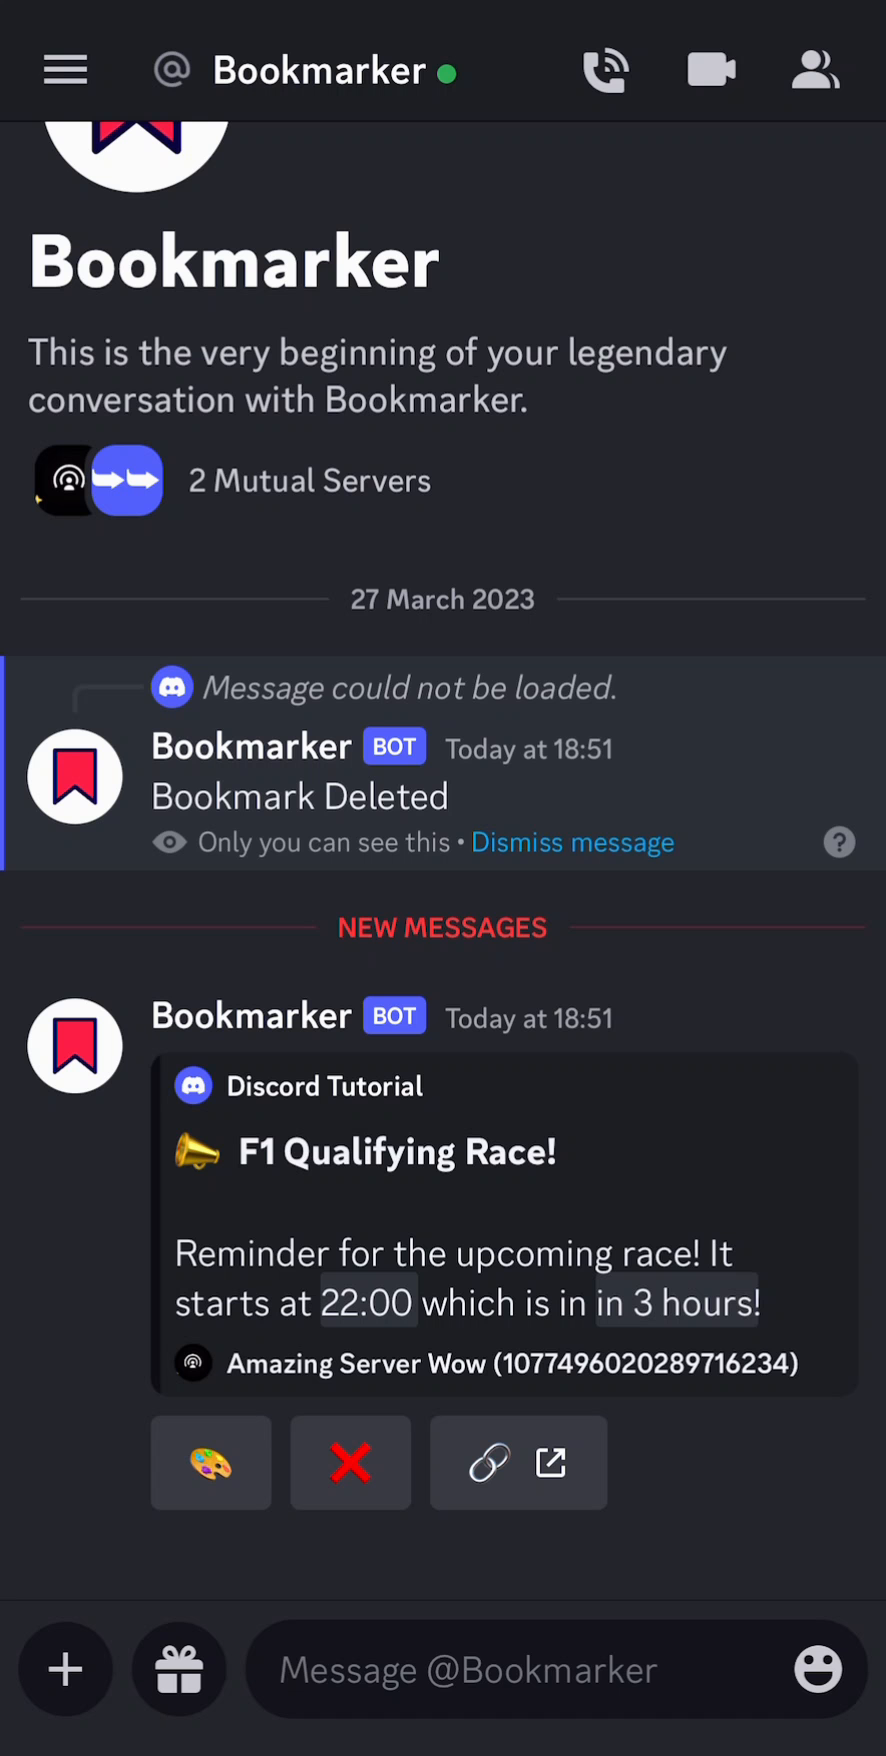 @ Bookmarker
Bookmarker
This is the very beginning of your legendary
conversation with Bookmarker.
2 Mutual Servers
27 March 2023
Message could not be loaded.
Bookmarker BOT Today at 18:51
Bookmark Deleted
Only you can see this • Dismiss message ?
NEW MESSAGES
Bookmarker BOT Today at 18:51
Discord Tutorial
F1 Qualifying Race!
Reminder for the upcoming race! It
starts at 22:00 which is in in 3 hours!
Amazing Server Wow (1077496020289716234)
Message @Bookmarker